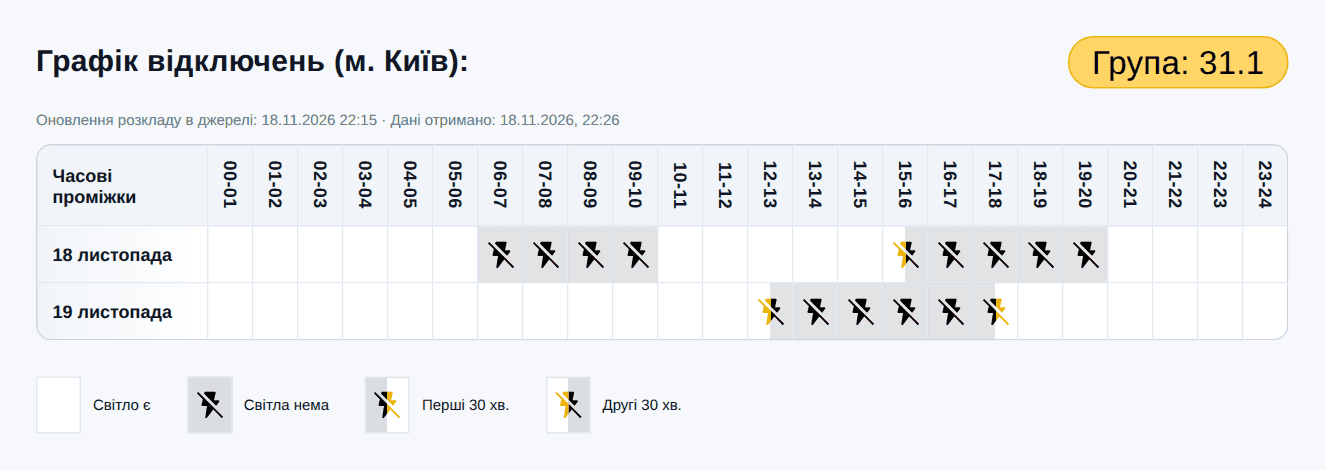 Графік відключень (м. Київ):
Група: 31.1
Оновлення розкладу в джерелі: 18.11.2026 22:15 · Дані отримано: 18.11.2026, 22:26
Часові
проміжки
00-01
01-02
02-03
03-04
04-05
05-06
06-07
07-08
08-09
09-10
10-11
11-12
12-13
13-14
14-15
15-16
16-17
17-18
18-19
19-20
20-21
21-22
22-23
23-24
18 листопада
19 листопада
Світло є
Світла нема
Перші 30 хв.
Другі 30 хв.